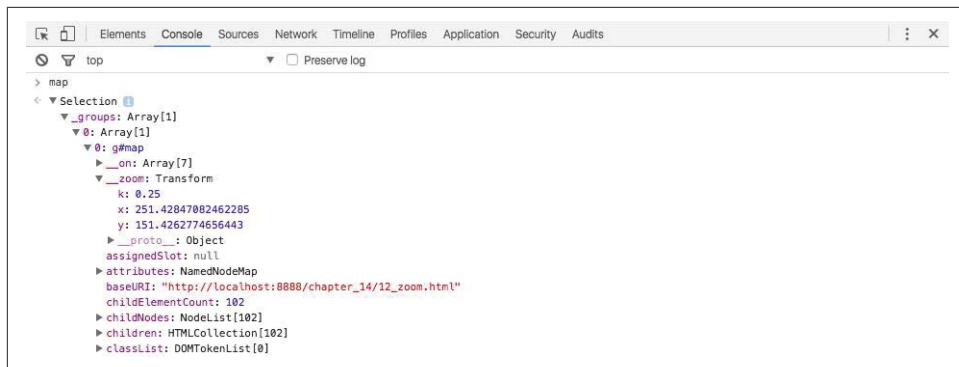 Elements Console Sources Network Timeline Profiles Application Security Audits
top Preserve log
> map
Selection i
_groups: Array[1]
0: Array[1]
0: g#map
__on: Array[7]
__zoom: Transform
k: 0.25
x: 251.42847082462285
y: 151.4262774656443
__proto__: Object
assignedSlot: null
attributes: NamedNodeMap
baseURI: "http://localhost:8888/chapter_14/12_zoom.html"
childElementCount: 102
childNodes: NodeList[102]
children: HTMLCollection[102]
classList: DOMTokenList[0]